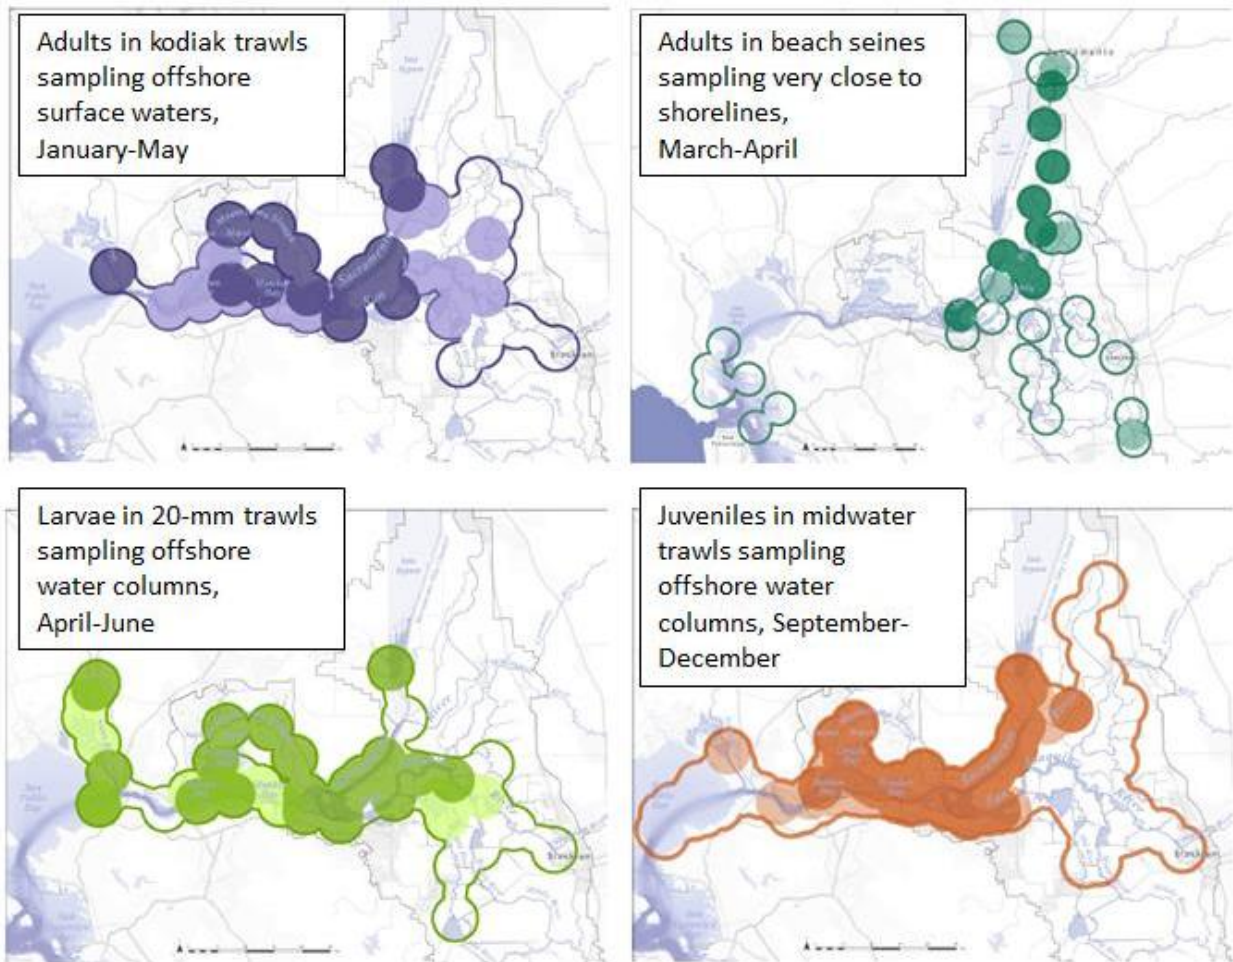 Adults in kodiak trawls
sampling offshore
surface waters,
January-May
Adults in beach seines
sampling very close to
shorelines,
March-April
Larvae in 20-mm trawls
sampling offshore
water columns,
April-June
Juveniles in midwater
trawls sampling
offshore water
columns, September-
December